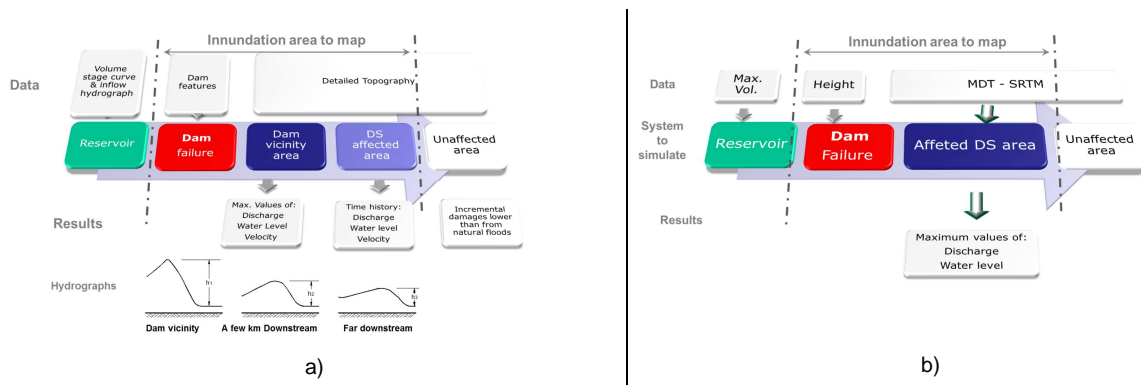 Innundation area to map
Data
Volume
stage curve
& inflow
hydrograph
Dam
features
Detailed Topography
Reservoir
Dam
failure
Dam
vicinity
area
DS
affected area
Unaffected
area
Results
Max. Values of:
Discharge
Water Level
Velocity
Time history:
Discharge
Water level
Velocity
Incremental
damages lower
than from
natural floods
Hydrographs
h1
h2
h3
Dam vicinity
A few km Downstream
Far downstream
a)
Innundation area to map
Data
Max.
Vol.
Height
MDT - SRTM
System
to
simulate
Reservoir
Dam
Failure
Affeted DS area
Unaffected
area
Results
Maximum values of:
Discharge
Water level
b)